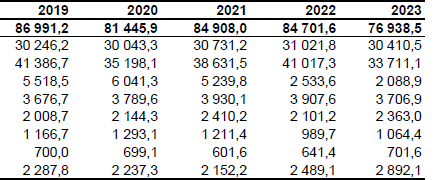 2019 2020 2021 2022 2023
86 991,2 81 445,9 84 908,0 84 701,6 76 938,5
30 246,2 30 043,3 30 731,2 31 021,8 30 410,5
41 386,7 35 198,1 38 631,5 41 017,3 33 711,1
5 518,5 6 041,3 5 239,8 2 533,6 2 088,9
3 676,7 3 789,6 3 930,1 3 907,6 3 706,9
2 008,7 2 144,3 2 410,2 2 101,2 2 363,0
1 166,7 1 293,1 1 211,4 989,7 1 064,4
700,0 699,1 601,6 641,4 701,6
2 287,8 2 237,3 2 152,2 2 489,1 2 892,1